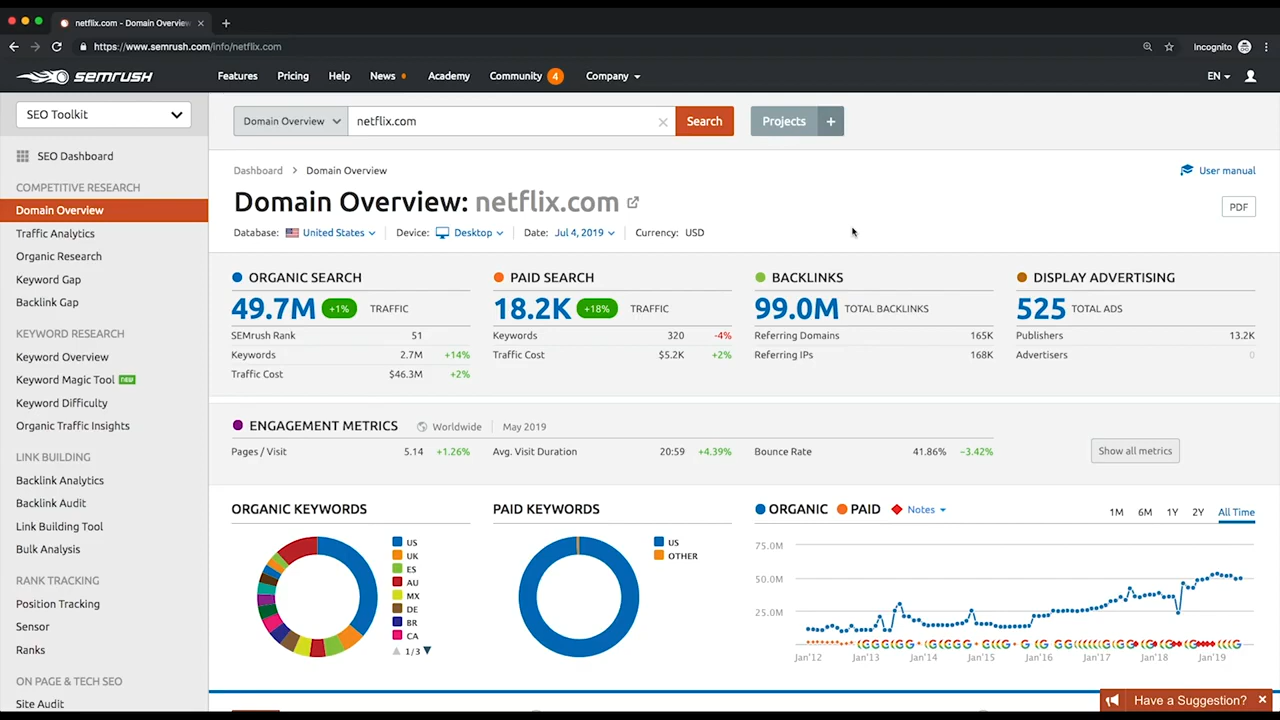 netflix.com - Domain Overview
https://www.semrush.com/info/netflix.com
Incognito
SEMRUSH
Features
Pricing
Help
News
Academy
Community
4
Company
EN
SEO Toolkit
SEO Dashboard
COMPETITIVE RESEARCH
Domain Overview
Traffic Analytics
Organic Research
Keyword Gap
Backlink Gap
KEYWORD RESEARCH
Keyword Overview
Keyword Magic Tool new
Keyword Difficulty
Organic Traffic Insights
LINK BUILDING
Backlink Analytics
Backlink Audit
Link Building Tool
Bulk Analysis
RANK TRACKING
Position Tracking
Sensor
Ranks
ON PAGE & TECH SEO
Site Audit
Domain Overview
netflix.com
Search
Projects +
Dashboard > Domain Overview
User manual
Domain Overview: netflix.com
PDF
Database: United States
Device: Desktop
Date: Jul 4, 2019
Currency: USD
ORGANIC SEARCH
49.7M +1% TRAFFIC
SEMrush Rank 51
Keywords 2.7M +14%
Traffic Cost $46.3M +2%
PAID SEARCH
18.2K +18% TRAFFIC
Keywords 320 -4%
Traffic Cost $5.2K +2%
BACKLINKS
99.0M TOTAL BACKLINKS
Referring Domains 165K
Referring IPs 168K
DISPLAY ADVERTISING
525 TOTAL ADS
Publishers 13.2K
Advertisers 0
ENGAGEMENT METRICS Worldwide May 2019
Pages / Visit 5.14 +1.26%
Avg. Visit Duration 20:59 +4.39%
Bounce Rate 41.86% −3.42%
Show all metrics
ORGANIC KEYWORDS
US
UK
ES
AU
MX
DE
BR
CA
1/3
PAID KEYWORDS
US
OTHER
ORGANIC PAID Notes
1M 6M 1Y 2Y All Time
75.0M
50.0M
25.0M
Jan'12 Jan'13 Jan'14 Jan'15 Jan'16 Jan'17 Jan'18 Jan'19
Have a Suggestion?